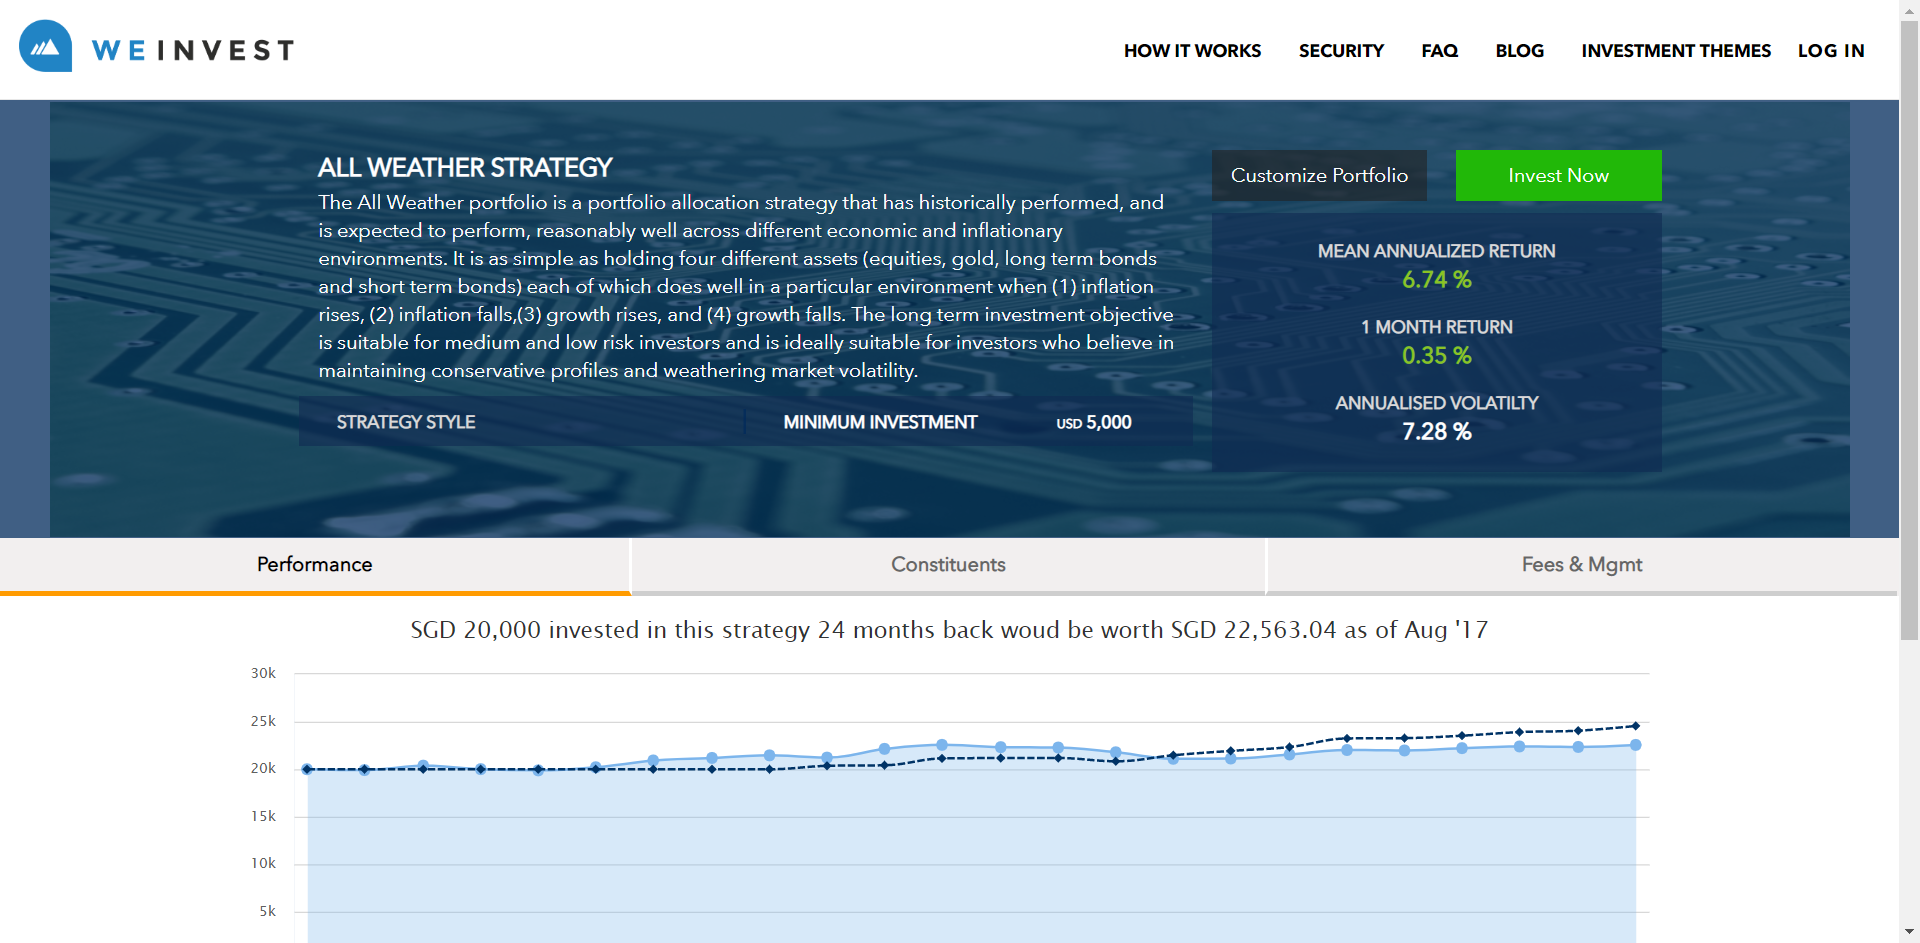 WEINVEST
HOW IT WORKS SECURITY FAQ BLOG INVESTMENT THEMES LOG IN
ALL WEATHER STRATEGY
The All Weather portfolio is a portfolio allocation strategy that has historically performed, and
is expected to perform, reasonably well across different economic and inflationary
environments. It is as simple as holding four different assets (equities, gold, long term bonds
and short term bonds) each of which does well in a particular environment when (1) inflation
rises, (2) inflation falls,(3) growth rises, and (4) growth falls. The long term investment objective
is suitable for medium and low risk investors and is ideally suitable for investors who believe in
maintaining conservative profiles and weathering market volatility.
STRATEGY STYLE MINIMUM INVESTMENT USD 5,000
Customize Portfolio Invest Now
MEAN ANNUALIZED RETURN
6.74 %
1 MONTH RETURN
0.35 %
ANNUALISED VOLATILTY
7.28 %
Performance Constituents Fees & Mgmt
SGD 20,000 invested in this strategy 24 months back woud be worth SGD 22,563.04 as of Aug '17
30k
25k
20k
15k
10k
5k